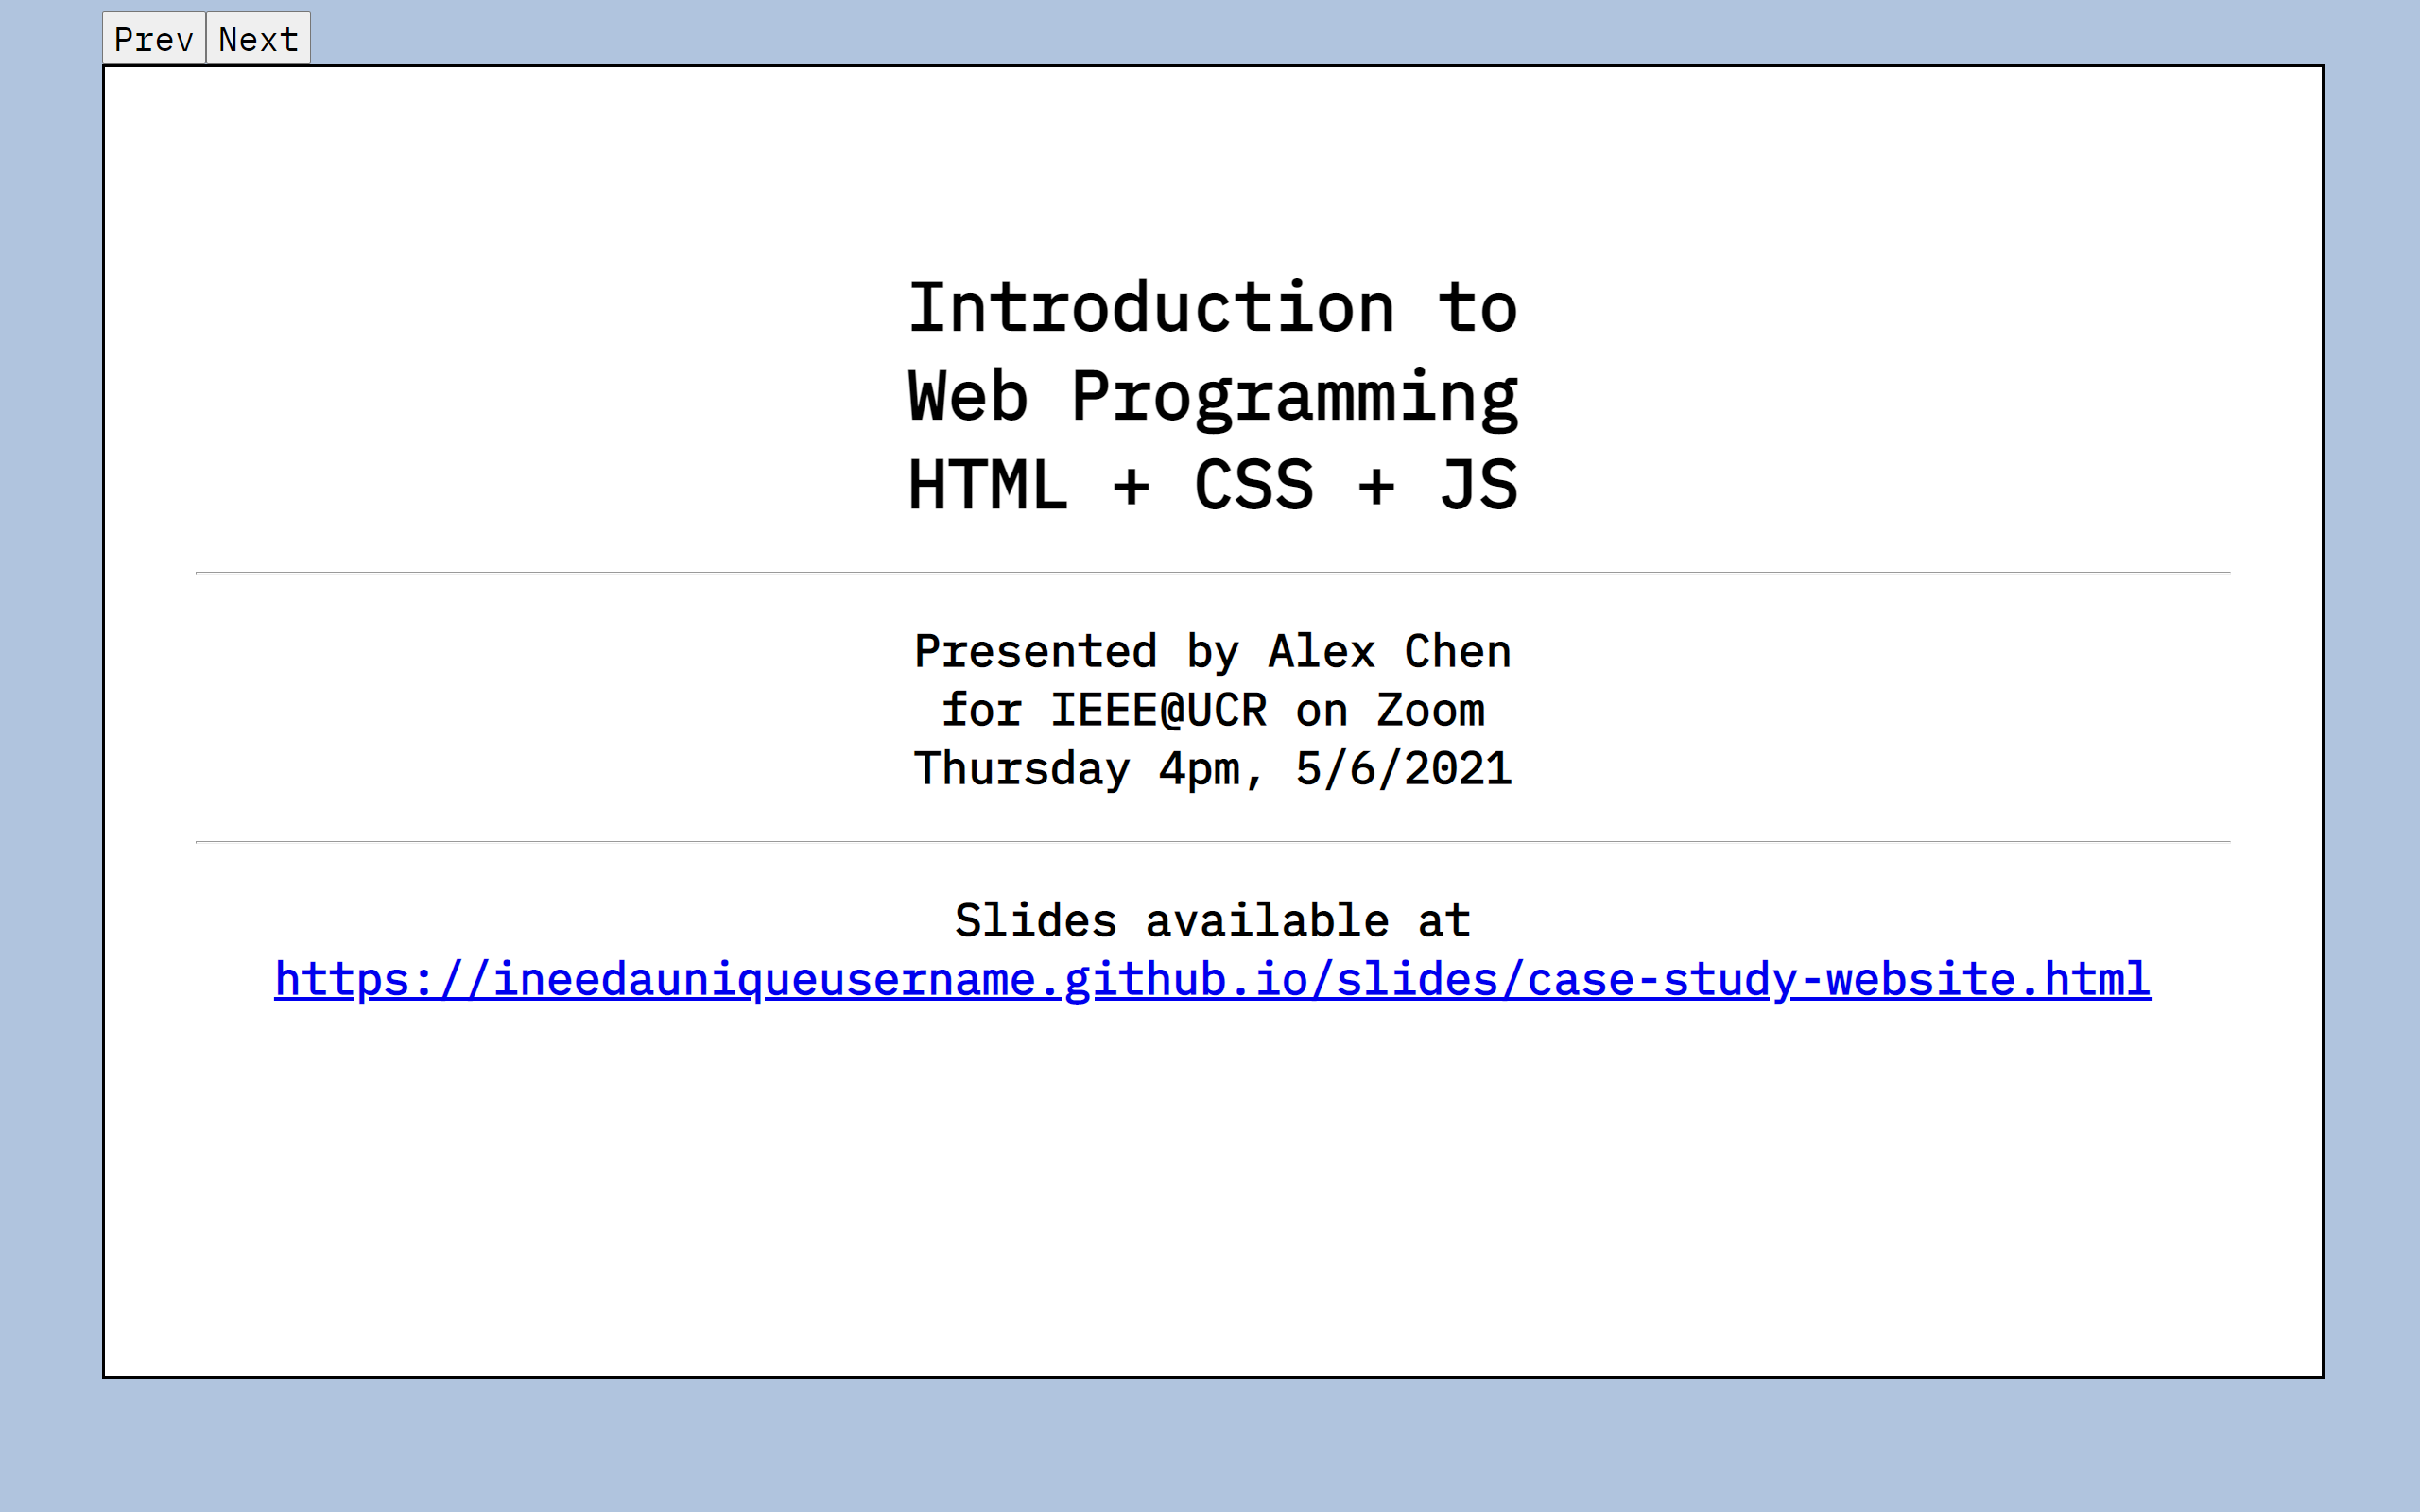 Prev Next
Introduction to
Web Programming
HTML + CSS + JS
Presented by Alex Chen
for IEEE@UCR on Zoom
Thursday 4pm, 5/6/2021
Slides available at
https://ineedauniqueusername.github.io/slides/case-study-website.html